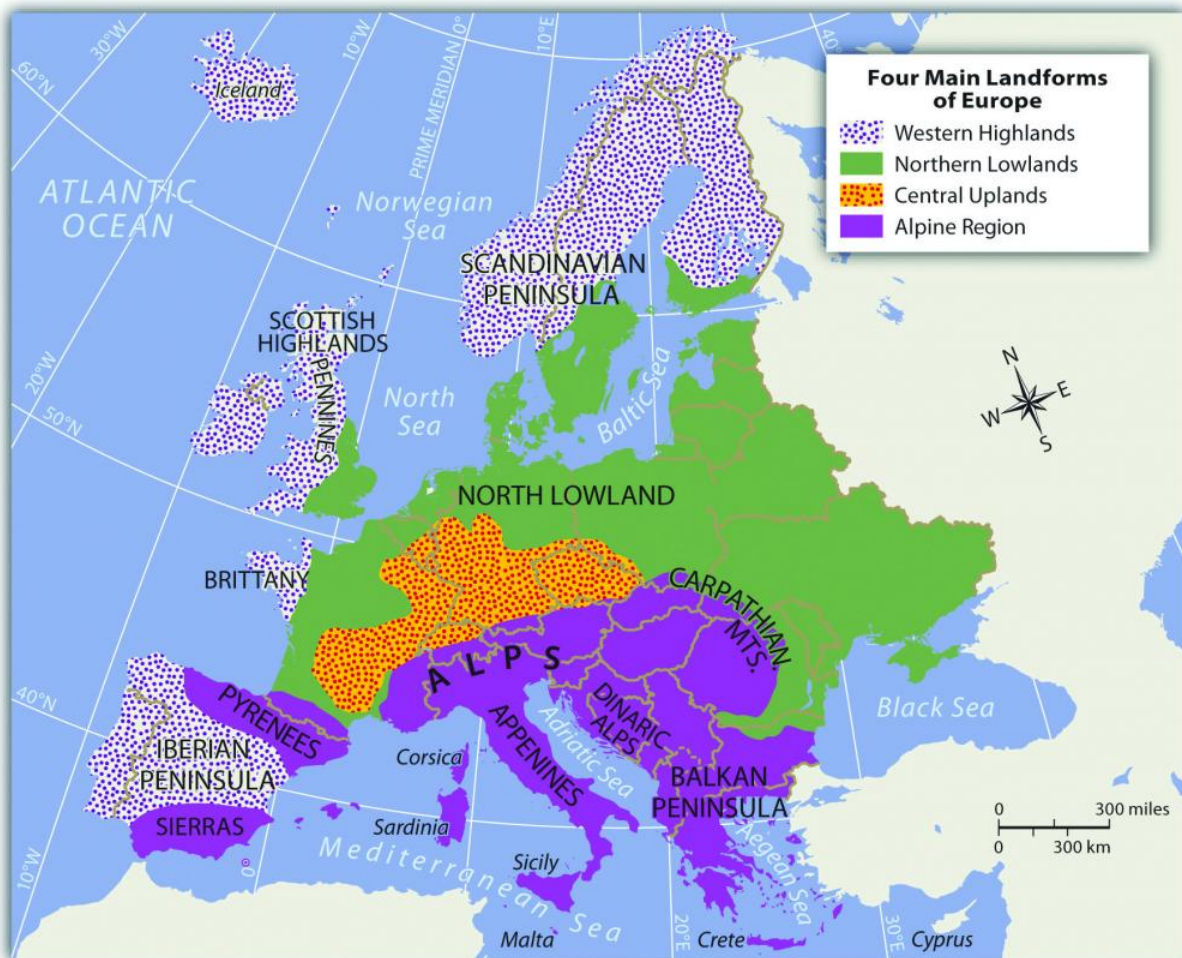 30°W
10°W
PRIME MERIDIAN 0°
10°E
40°
60°N
Iceland
Four Main Landforms
of Europe
Western Highlands
Northern Lowlands
Central Uplands
Alpine Region
ATLANTIC
OCEAN
Norwegian
Sea
SCANDINAVIAN
PENINSULA
SCOTTISH
HIGHLANDS
PENNINES
20°W
50°N
North
Sea
Baltic Sea
N
W
E
S
NORTH LOWLAND
BRITTANY
CARPATHIAN
MTS.
ALPS
40°N
PYRENEES
IBERIAN
PENINSULA
SIERRAS
Corsica
Sardinia
APPENINES
Adriatic Sea
DINARIC
ALPS
BALKAN
PENINSULA
Black Sea
0 300 miles
0 300 km
10°W
0°
Mediterranean Sea
Sicily
Malta
Aegean Sea
20°E
Crete
30°E
Cyprus